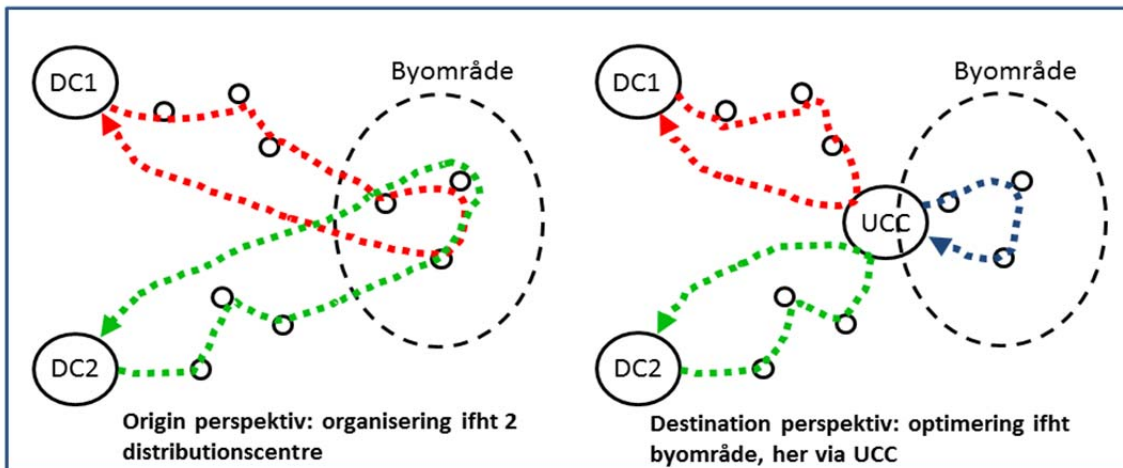 DC1
Byområde
DC2
Origin perspektiv: organisering ifht 2
distributionscentre
DC1
Byområde
UCC
DC2
Destination perspektiv: optimering ifht
byområde, her via UCC